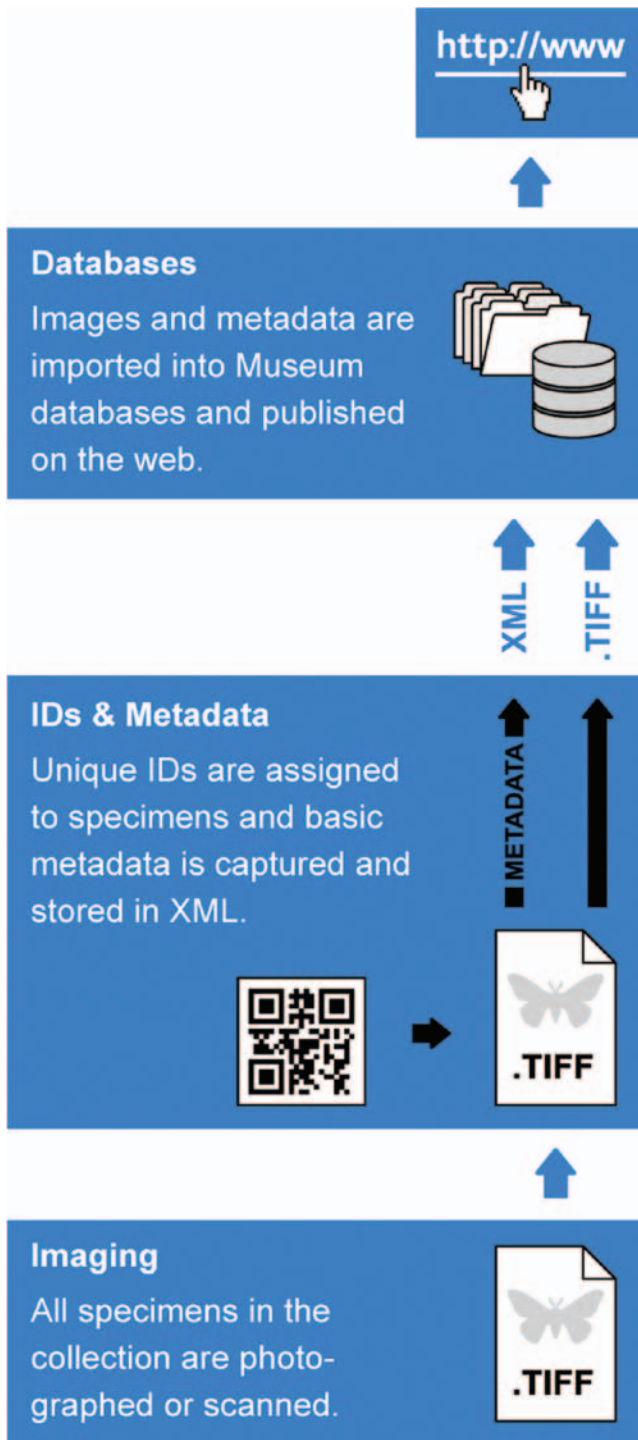 http://www
Databases
Images and metadata are
imported into Museum
databases and published
on the web.
XML
.TIFF
IDs & Metadata
Unique IDs are assigned
to specimens and basic
metadata is captured and
stored in XML.
METADATA
.TIFF
Imaging
All specimens in the
collection are photo-
graphed or scanned.
.TIFF